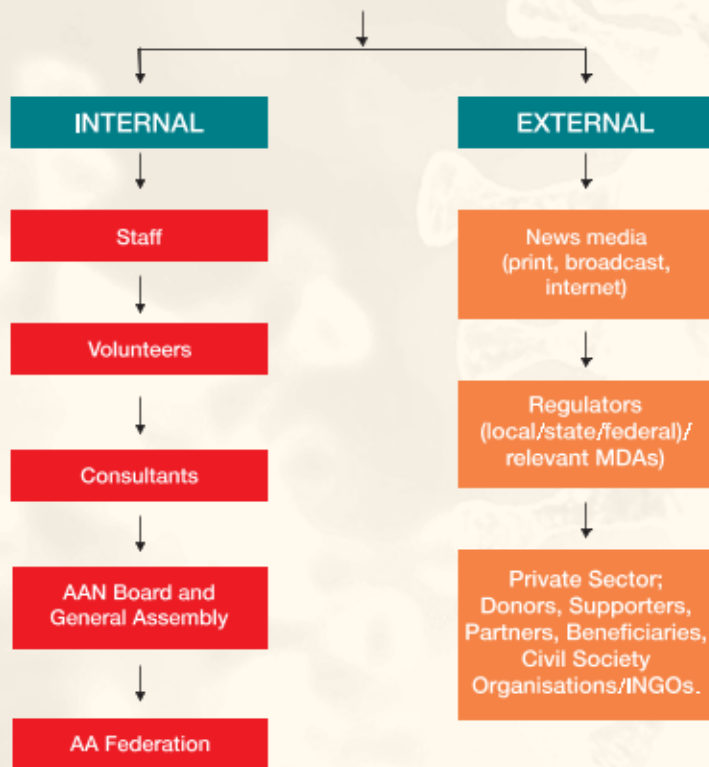 INTERNAL
Staff
Volunteers
Consultants
AAN Board and
General Assembly
AA Federation
EXTERNAL
News media
(print, broadcast,
internet)
Regulators
(local/state/federal)/
relevant MDAs)
Private Sector;
Donors, Supporters,
Partners, Beneficiaries,
Civil Society
Organisations/INGOs.